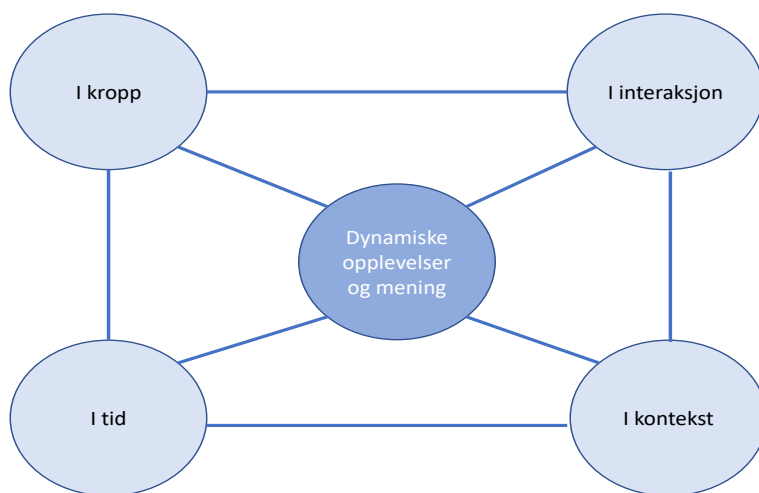 I kropp
I interaksjon
Dynamiske
opplevelser
og mening
I tid
I kontekst